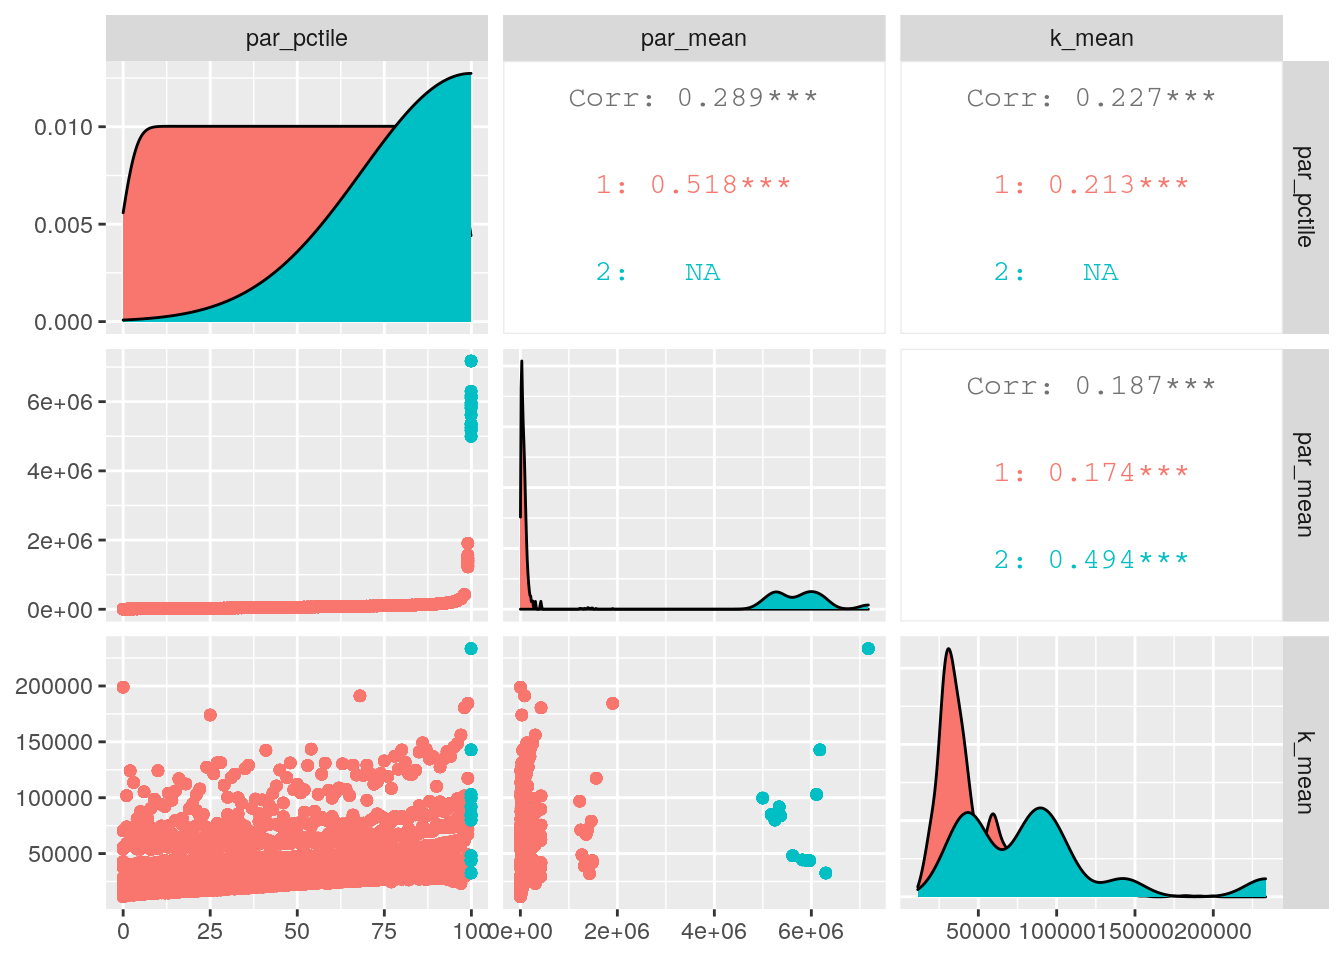 par_pctile
par_mean
k_mean
0.010
0.005
0.000
Corr: 0.289***
1: 0.518***
2: NA
Corr: 0.227***
1: 0.213***
2: NA
par_pctile
6e+06
4e+06
2e+06
0e+00
Corr: 0.187***
1: 0.174***
2: 0.494***
par_mean
200000
150000
100000
50000
k_mean
0 25 50 75 100
0e+00 2e+06 4e+06 6e+06
50000 100000 150000 200000